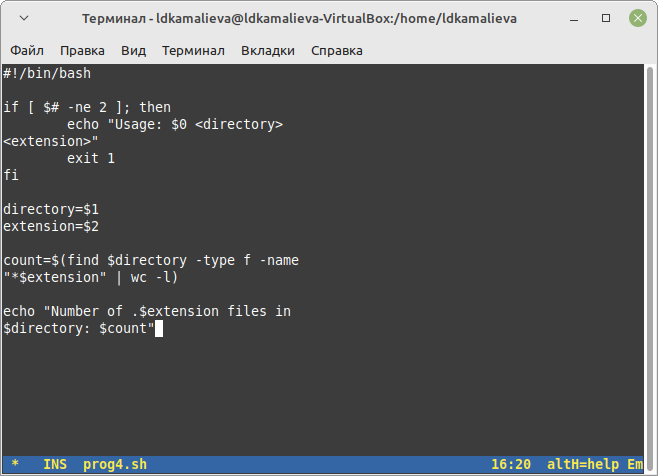 Терминал - ldkamalieva@ldkamalieva-VirtualBox:/home/ldkamalieva
Файл Правка Вид Терминал Вкладки Справка
#!/bin/bash
if [ $# -ne 2 ]; then
echo "Usage: $0 <directory>
<extension>"
exit 1
fi
directory=$1
extension=$2
count=$(find $directory -type f -name
"*$extension" | wc -l)
echo "Number of .$extension files in
$directory: $count"
* INS prog4.sh 16:20 altH=help Em